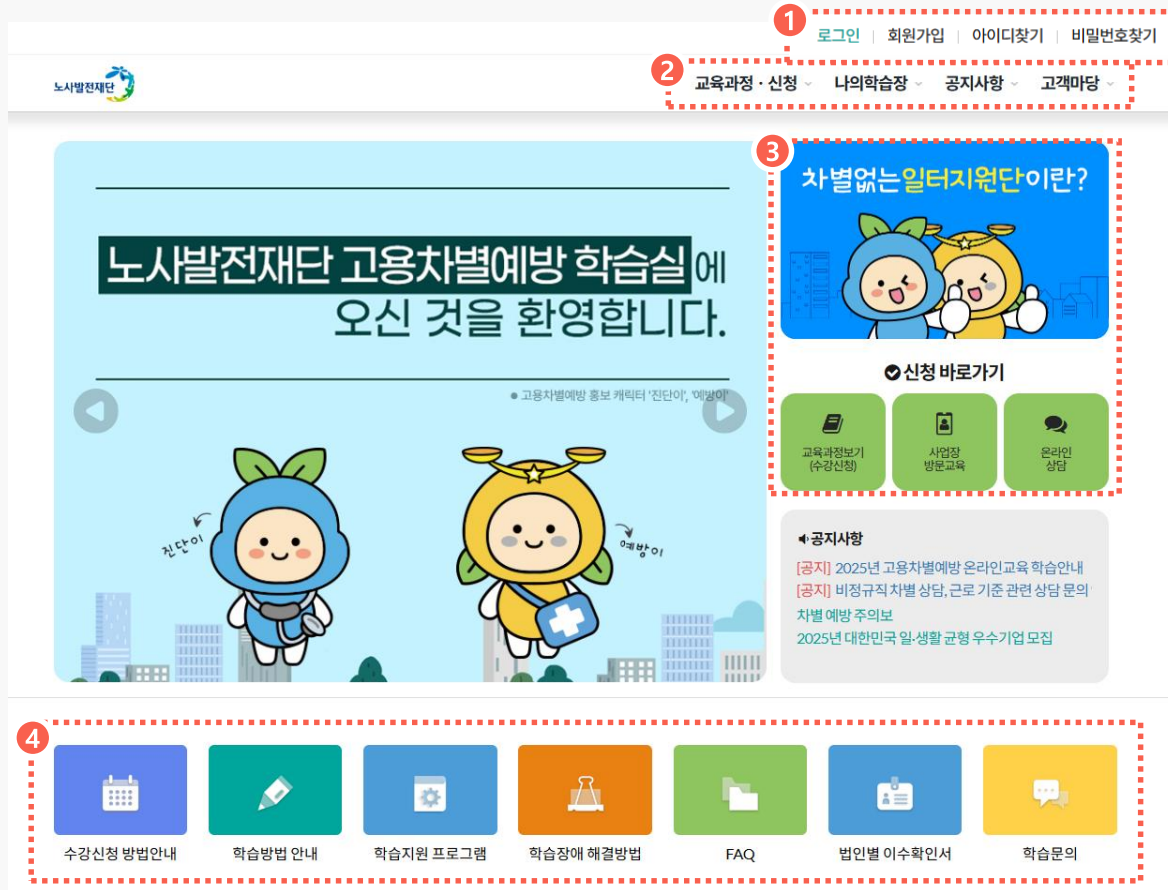 1
로그인 | 회원가입 | 아이디찾기 | 비밀번호찾기
2
노사발전재단
교육과정 · 신청 나의학습장 공지사항 고객마당
3
차별없는일터지원단이란?
노사발전재단 고용차별예방 학습실에
오신 것을 환영합니다.
● 고용차별예방 홍보 캐릭터 '진단이', '예방이'
진단이
예방이
신청 바로가기
교육과정보기
(수강신청)
사업장
방문교육
온라인
상담
공지사항
[공지] 2025년 고용차별예방 온라인교육 학습안내
[공지] 비정규직 차별 상담, 근로 기준 관련 상담 문의
차별 예방 주의보
2025년 대한민국 일·생활 균형 우수기업 모집
4
수강신청 방법안내
학습방법 안내
학습지원 프로그램
학습장애 해결방법
FAQ
법인별 이수확인서
학습문의